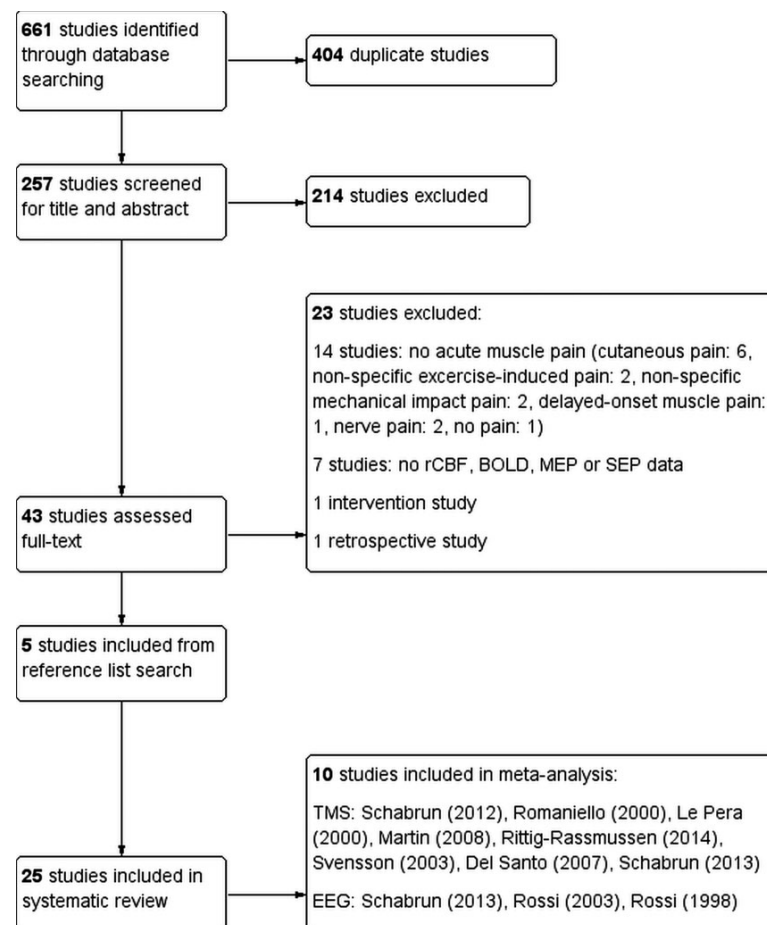 661 studies identified
through database
searching
404 duplicate studies
257 studies screened
for title and abstract
214 studies excluded
23 studies excluded:
14 studies: no acute muscle pain (cutaneous pain: 6,
non-specific excercise-induced pain: 2, non-specific
mechanical impact pain: 2, delayed-onset muscle pain:
1, nerve pain: 2, no pain: 1)
7 studies: no rCBF, BOLD, MEP or SEP data
1 intervention study
1 retrospective study
43 studies assessed
full-text
5 studies included from
reference list search
10 studies included in meta-analysis:
TMS: Schabrun (2012), Romaniello (2000), Le Pera
(2000), Martin (2008), Rittig-Rassmussen (2014),
Svensson (2003), Del Santo (2007), Schabrun (2013)
EEG: Schabrun (2013), Rossi (2003), Rossi (1998)
25 studies included in
systematic review